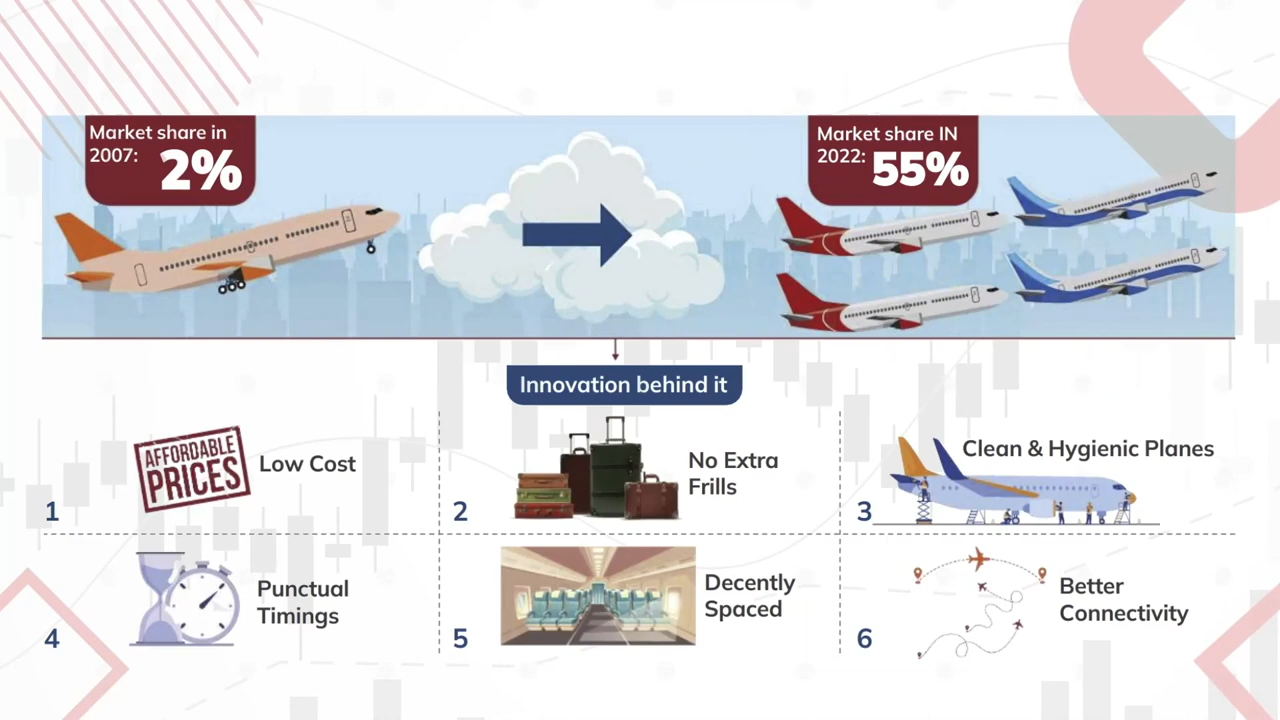 Market share in
2007: 2%
Market share IN
2022: 55%
Innovation behind it
AFFORDABLE
PRICES
Low Cost
1
No Extra
Frills
2
Clean & Hygienic Planes
3
Punctual
Timings
4
Decently
Spaced
5
Better
Connectivity
6